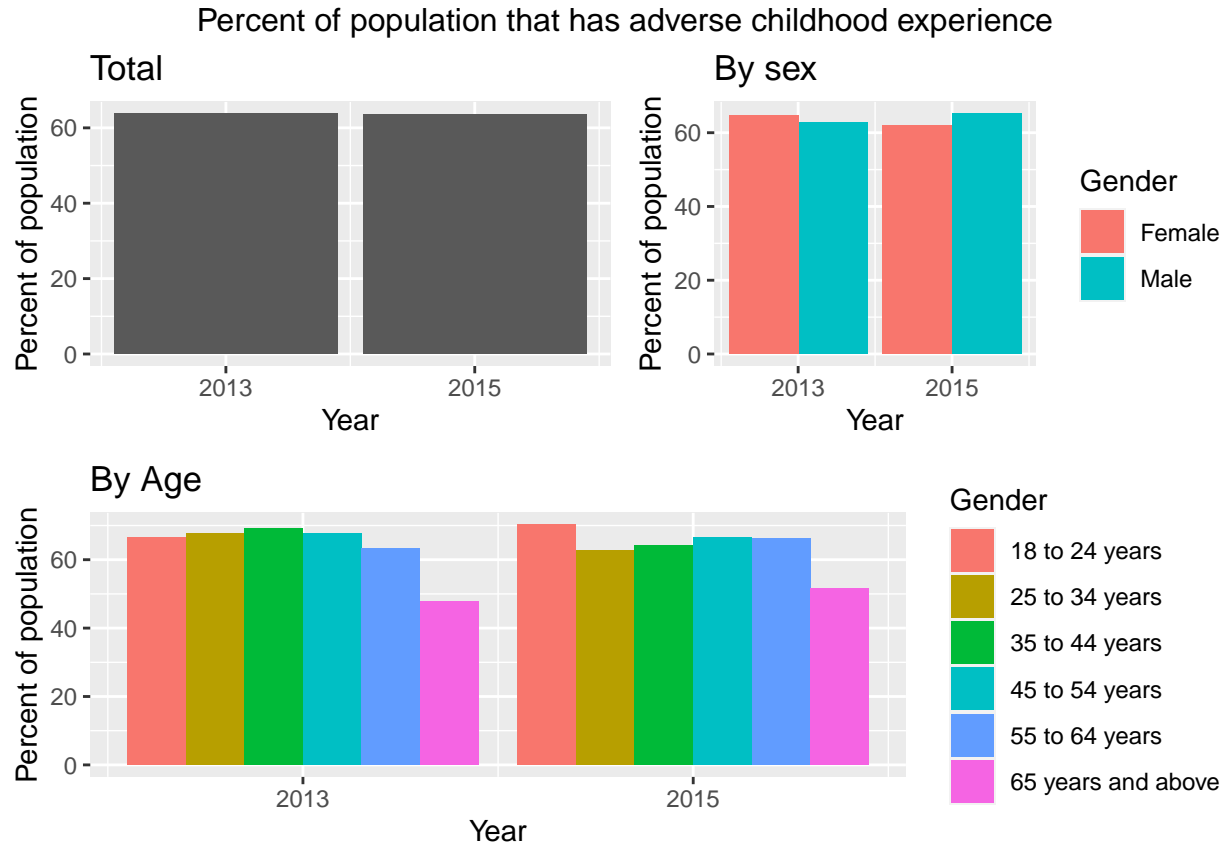 Percent of population that has adverse childhood experience
Total
Percent of population
60
40
20
0
2013
2015
Year
By sex
Percent of population
60
40
20
0
2013
2015
Year
Gender
Female
Male
By Age
Percent of population
60
40
20
0
2013
2015
Year
Gender
18 to 24 years
25 to 34 years
35 to 44 years
45 to 54 years
55 to 64 years
65 years and above